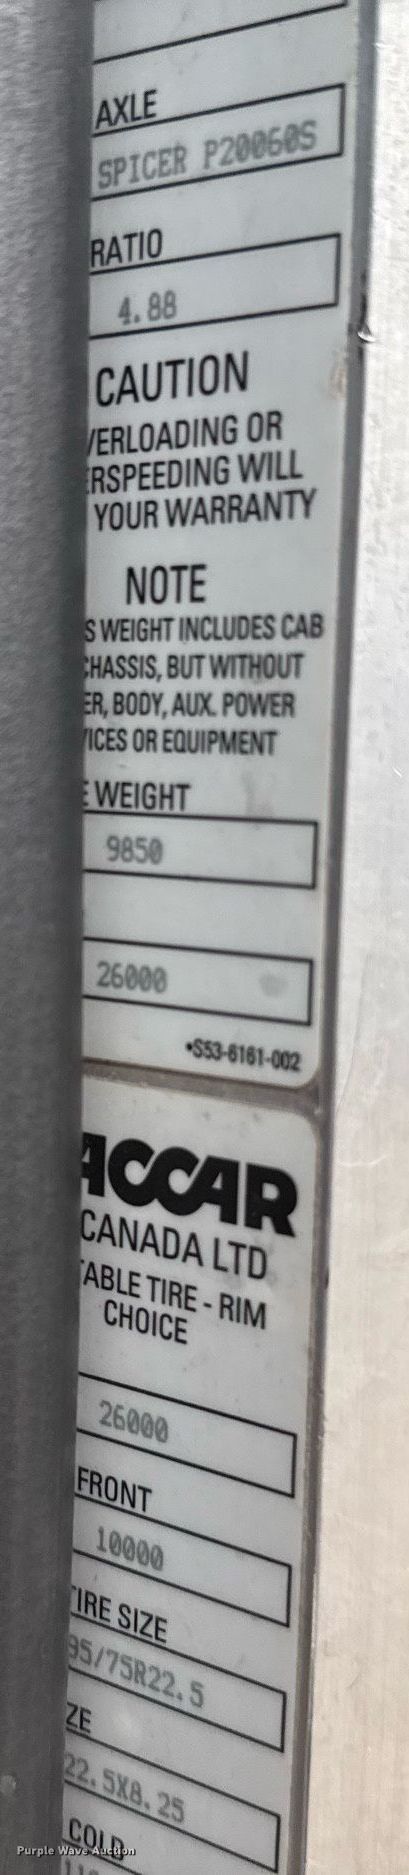 AXLE
SPICER P20060S
RATIO
4.88
CAUTION
VERLOADING OR
ERSPEEDING WILL
YOUR WARRANTY
NOTE
S WEIGHT INCLUDES CAB
CHASSIS, BUT WITHOUT
ER, BODY, AUX. POWER
VICES OR EQUIPMENT
E WEIGHT
9850
26000
•S53-6161-002
ACCAR
CANADA LTD
TABLE TIRE - RIM
CHOICE
26000
FRONT
10000
TIRE SIZE
95/75R22.5
ZE
22.5X8.25
COLD
Purple Wave Auction